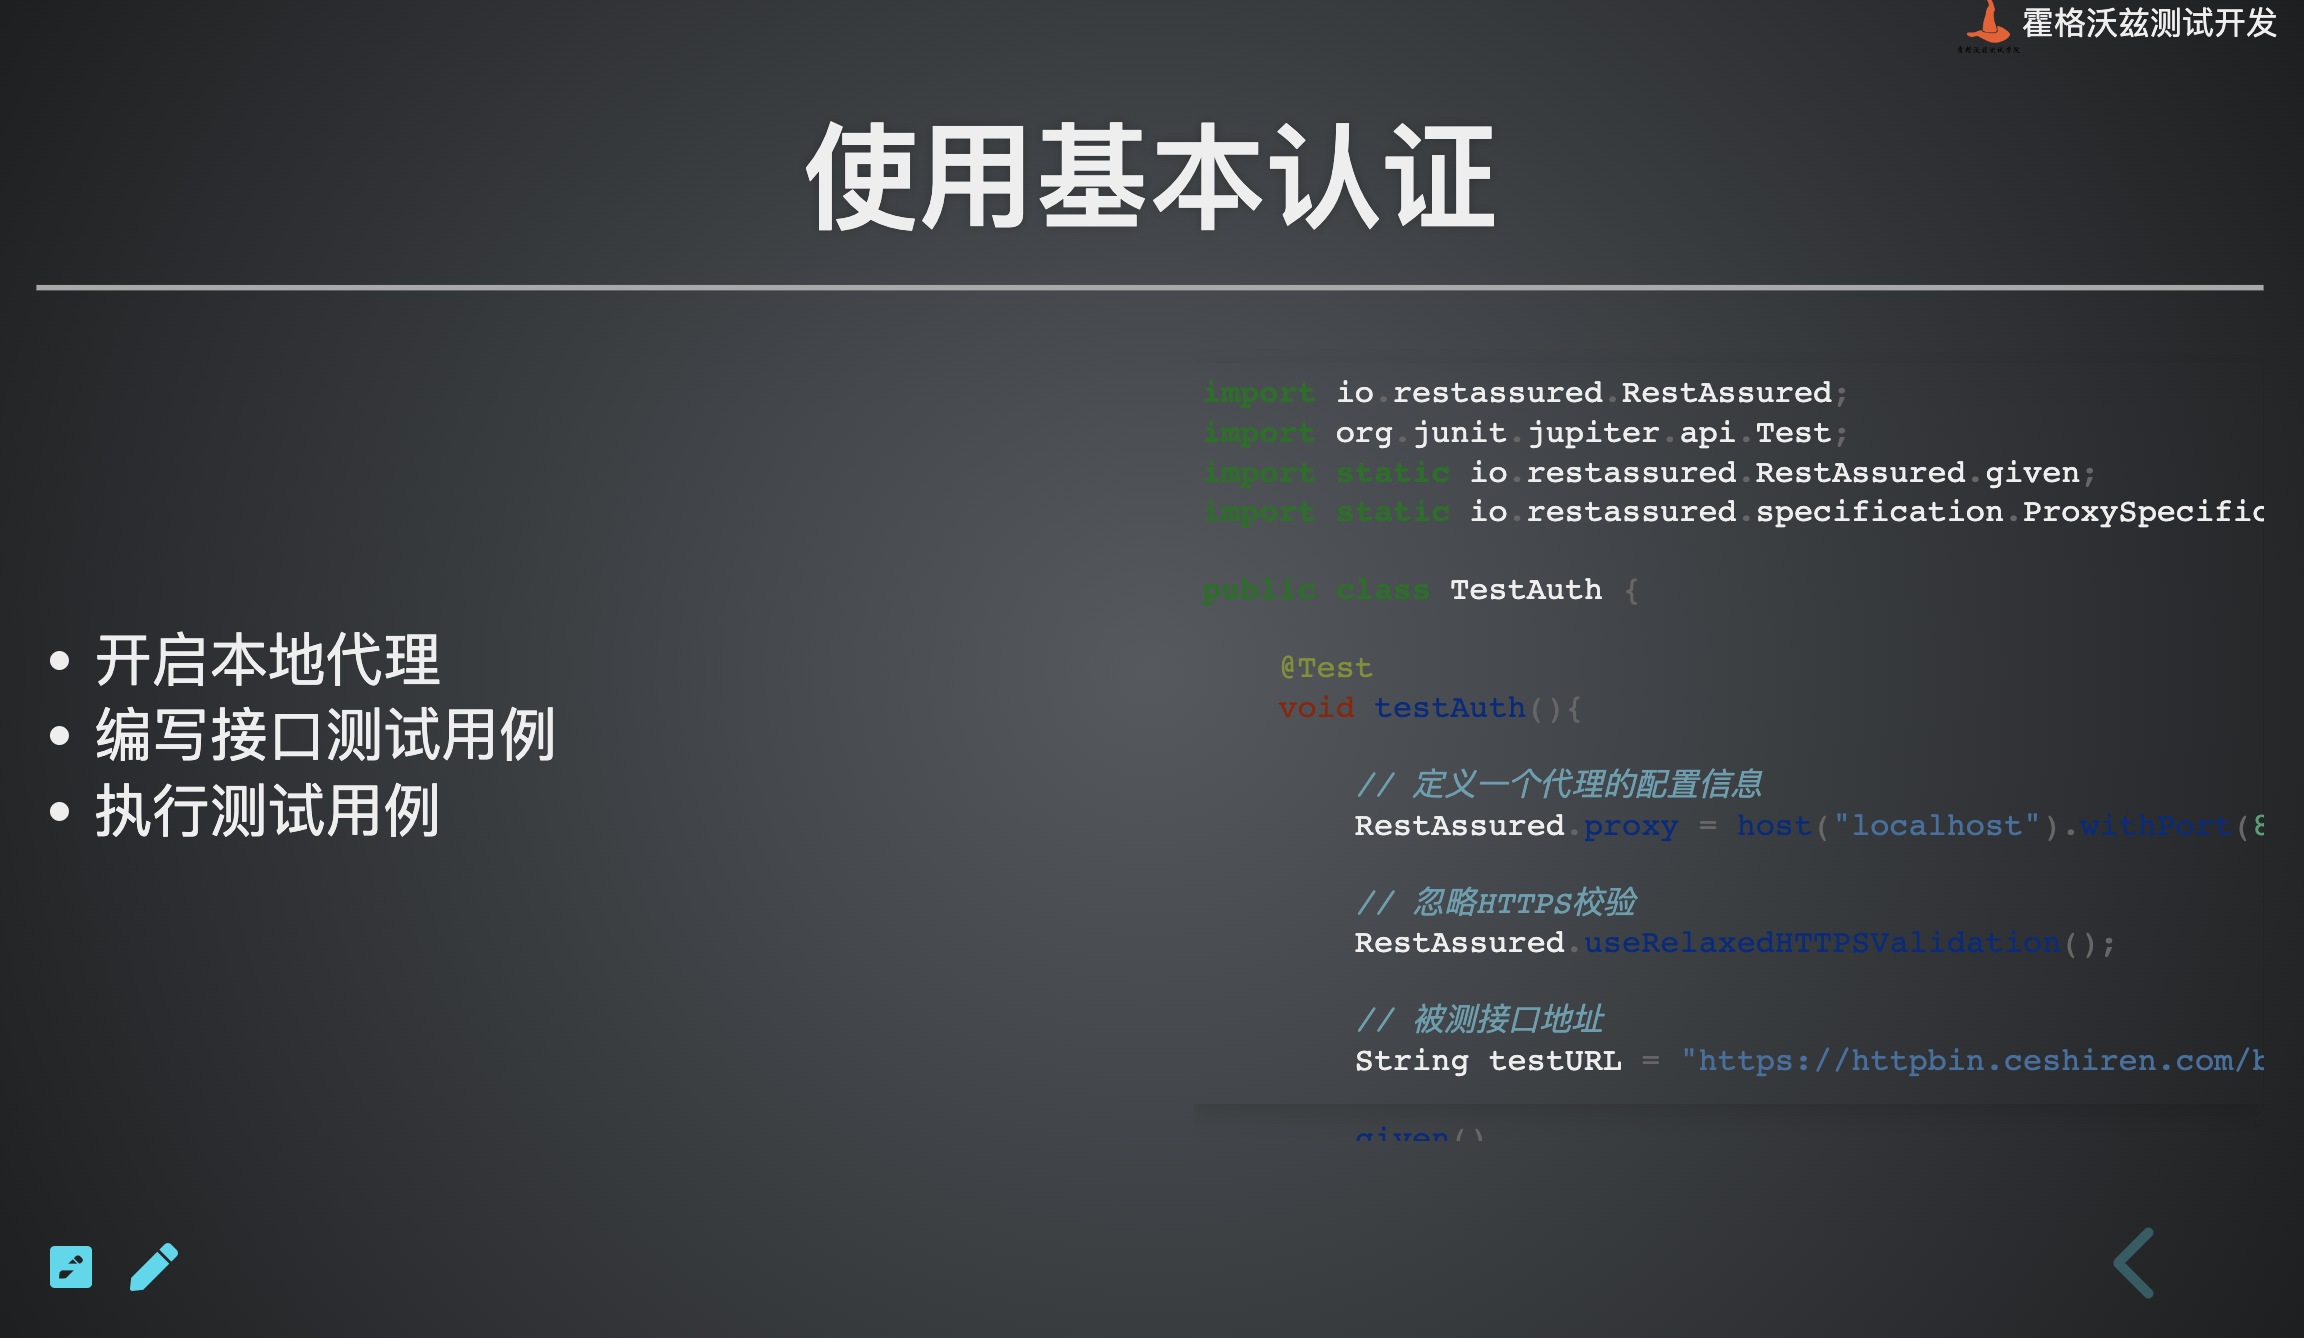 霍格沃兹测试开发
使用基本认证
开启本地代理
编写接口测试用例
执行测试用例
import io.restassured.RestAssured;
import org.junit.jupiter.api.Test;
import static io.restassured.RestAssured.given;
import static io.restassured.specification.ProxySpecific
public class TestAuth {
@Test
void testAuth(){
// 定义一个代理的配置信息
RestAssured.proxy = host("localhost").withPort(8
// 忽略HTTPS校验
RestAssured.useRelaxedHTTPSValidation();
// 被测接口地址
String testURL = "https://httpbin.ceshiren.com/b
given()